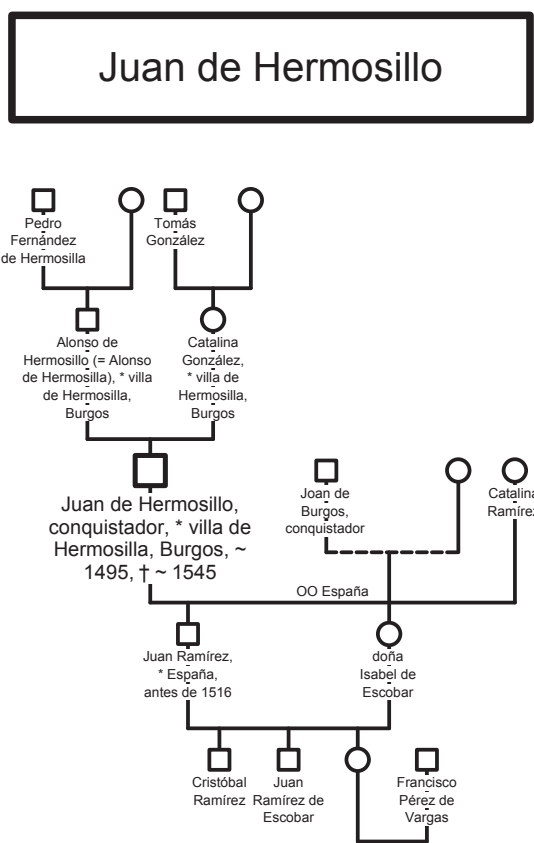 Juan de Hermosillo
Pedro
Fernández
de Hermosilla
Tomás
González
Alonso de
Hermosillo (= Alonso
de Hermosilla), * villa
de Hermosilla,
Burgos
Catalina
González,
* villa de
Hermosilla,
Burgos
Juan de Hermosillo,
conquistador, * villa de
Hermosilla, Burgos, ~
1495, † ~ 1545
Joan de
Burgos,
conquistador
Catalina
Ramírez
OO España
Juan Ramírez,
* España,
antes de 1516
doña
Isabel de
Escobar
Cristóbal
Ramírez
Juan
Ramírez de
Escobar
Francisco
Pérez de
Vargas